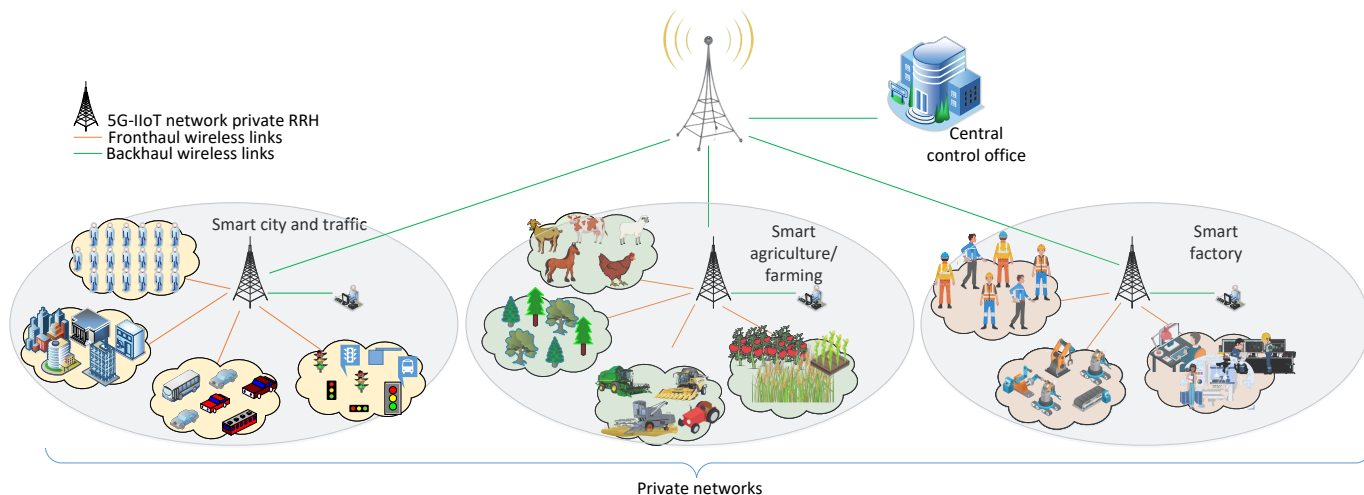 5G-IIoT network private RRH
Fronthaul wireless links
Backhaul wireless links
Central
control office
Smart city and traffic
Smart
agriculture/
farming
Smart
factory
Private networks